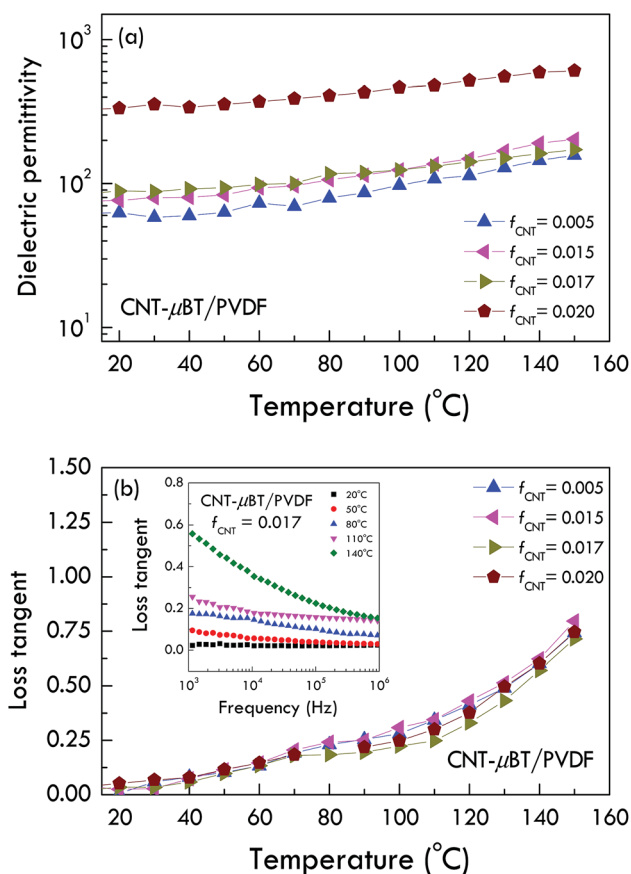 (a)
Dielectric permittivity
10³
10²
10¹
f_CNT = 0.005
f_CNT = 0.015
f_CNT = 0.017
f_CNT = 0.020
CNT-μBT/PVDF
20 40 60 80 100 120 140 160
Temperature (°C)
(b)
Loss tangent
1.50
1.25
1.00
0.75
0.50
0.25
0.00
0.8
0.6
0.4
0.2
0.0
Loss tangent
CNT-μBT/PVDF
f_CNT = 0.017
20°C
50°C
80°C
110°C
140°C
10³ 10⁴ 10⁵ 10⁶
Frequency (Hz)
f_CNT = 0.005
f_CNT = 0.015
f_CNT = 0.017
f_CNT = 0.020
CNT-μBT/PVDF
20 40 60 80 100 120 140 160
Temperature (°C)